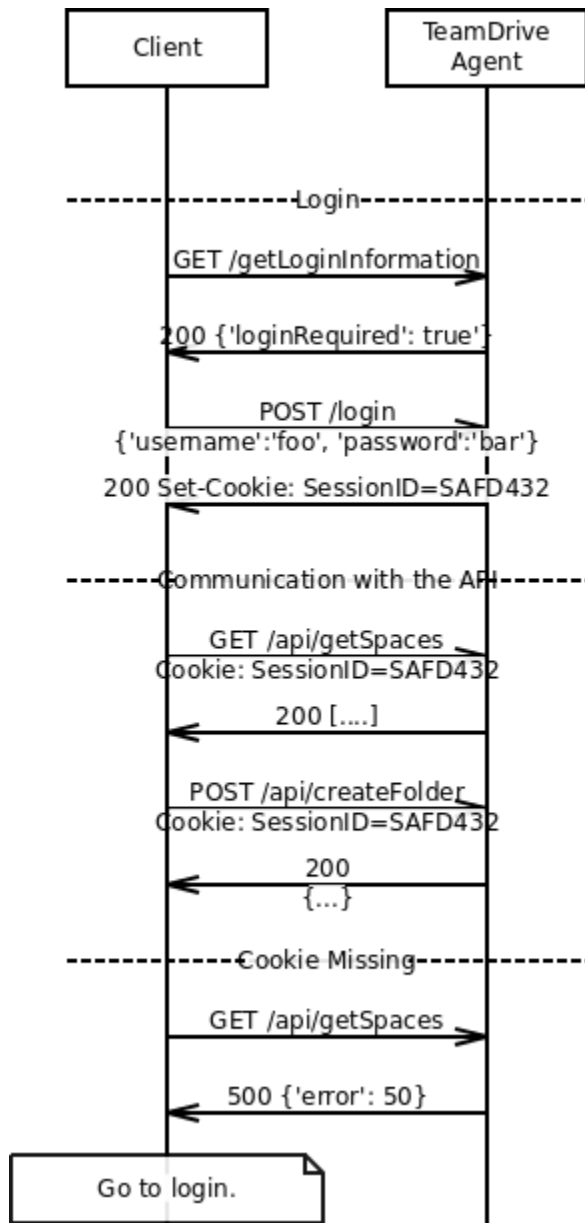 Client
TeamDrive
Agent
Login
GET /getLoginInformation
200 {'loginRequired': true'}
POST /login
{'username':'foo', 'password':'bar'}
200 Set-Cookie: SessionID=SAFD432
Communication with the API
GET /api/getSpaces
Cookie: SessionID=SAFD432
200 [....]
POST /api/createFolder
Cookie: SessionID=SAFD432
200
{...}
Cookie Missing
GET /api/getSpaces
500 {'error': 50}
Go to login.